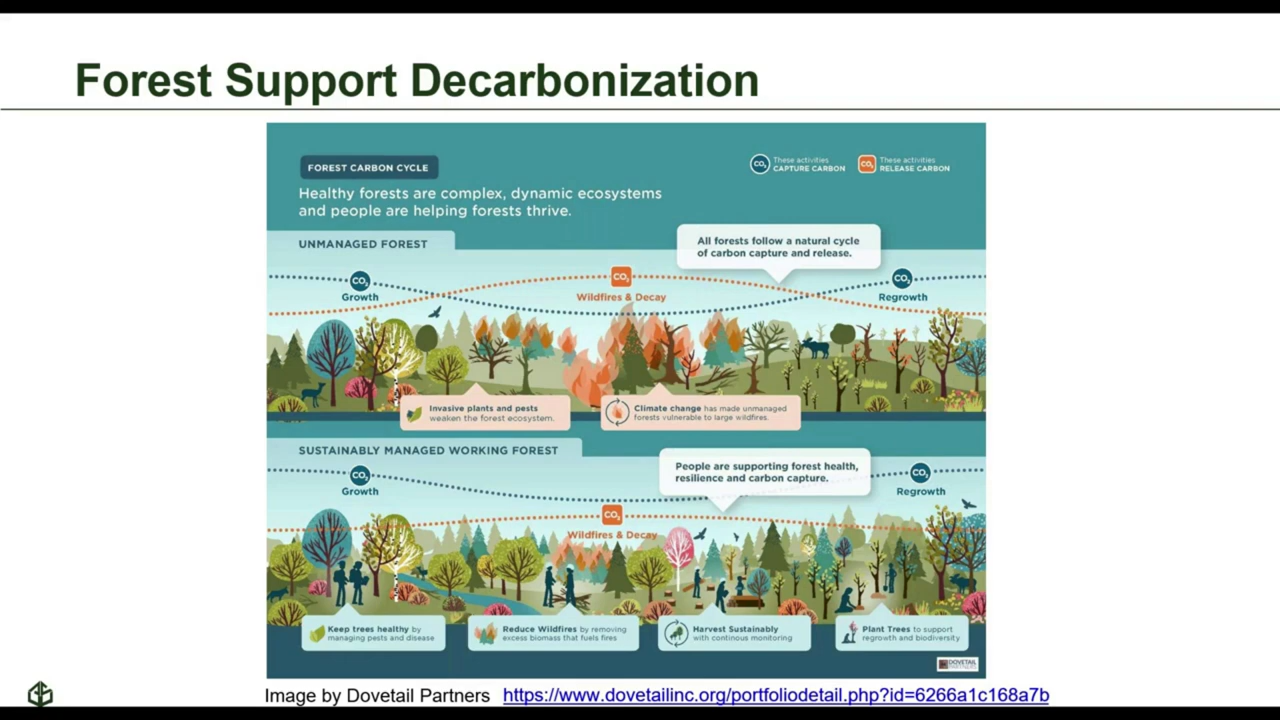 Forest Support Decarbonization
FOREST CARBON CYCLE
CO₂ These activities
CAPTURE CARBON
CO₂ These activities
RELEASE CARBON
Healthy forests are complex, dynamic ecosystems
and people are helping forests thrive.
UNMANAGED FOREST
All forests follow a natural cycle
of carbon capture and release.
CO₂
Growth
CO₂
Wildfires & Decay
CO₂
Regrowth
Invasive plants and pests
weaken the forest ecosystem.
Climate change has made unmanaged
forests vulnerable to large wildfires.
SUSTAINABLY MANAGED WORKING FOREST
People are supporting forest health,
resilience and carbon capture.
CO₂
Growth
CO₂
Wildfires & Decay
CO₂
Regrowth
Keep trees healthy by
managing pests and disease
Reduce Wildfires by removing
excess biomass that fuels fires
Harvest Sustainably
with continous monitoring
Plant Trees to support
regrowth and biodiversity
DOVETAIL
PARTNERS
Image by Dovetail Partners https://www.dovetailinc.org/portfoliodetail.php?id=6266a1c168a7b